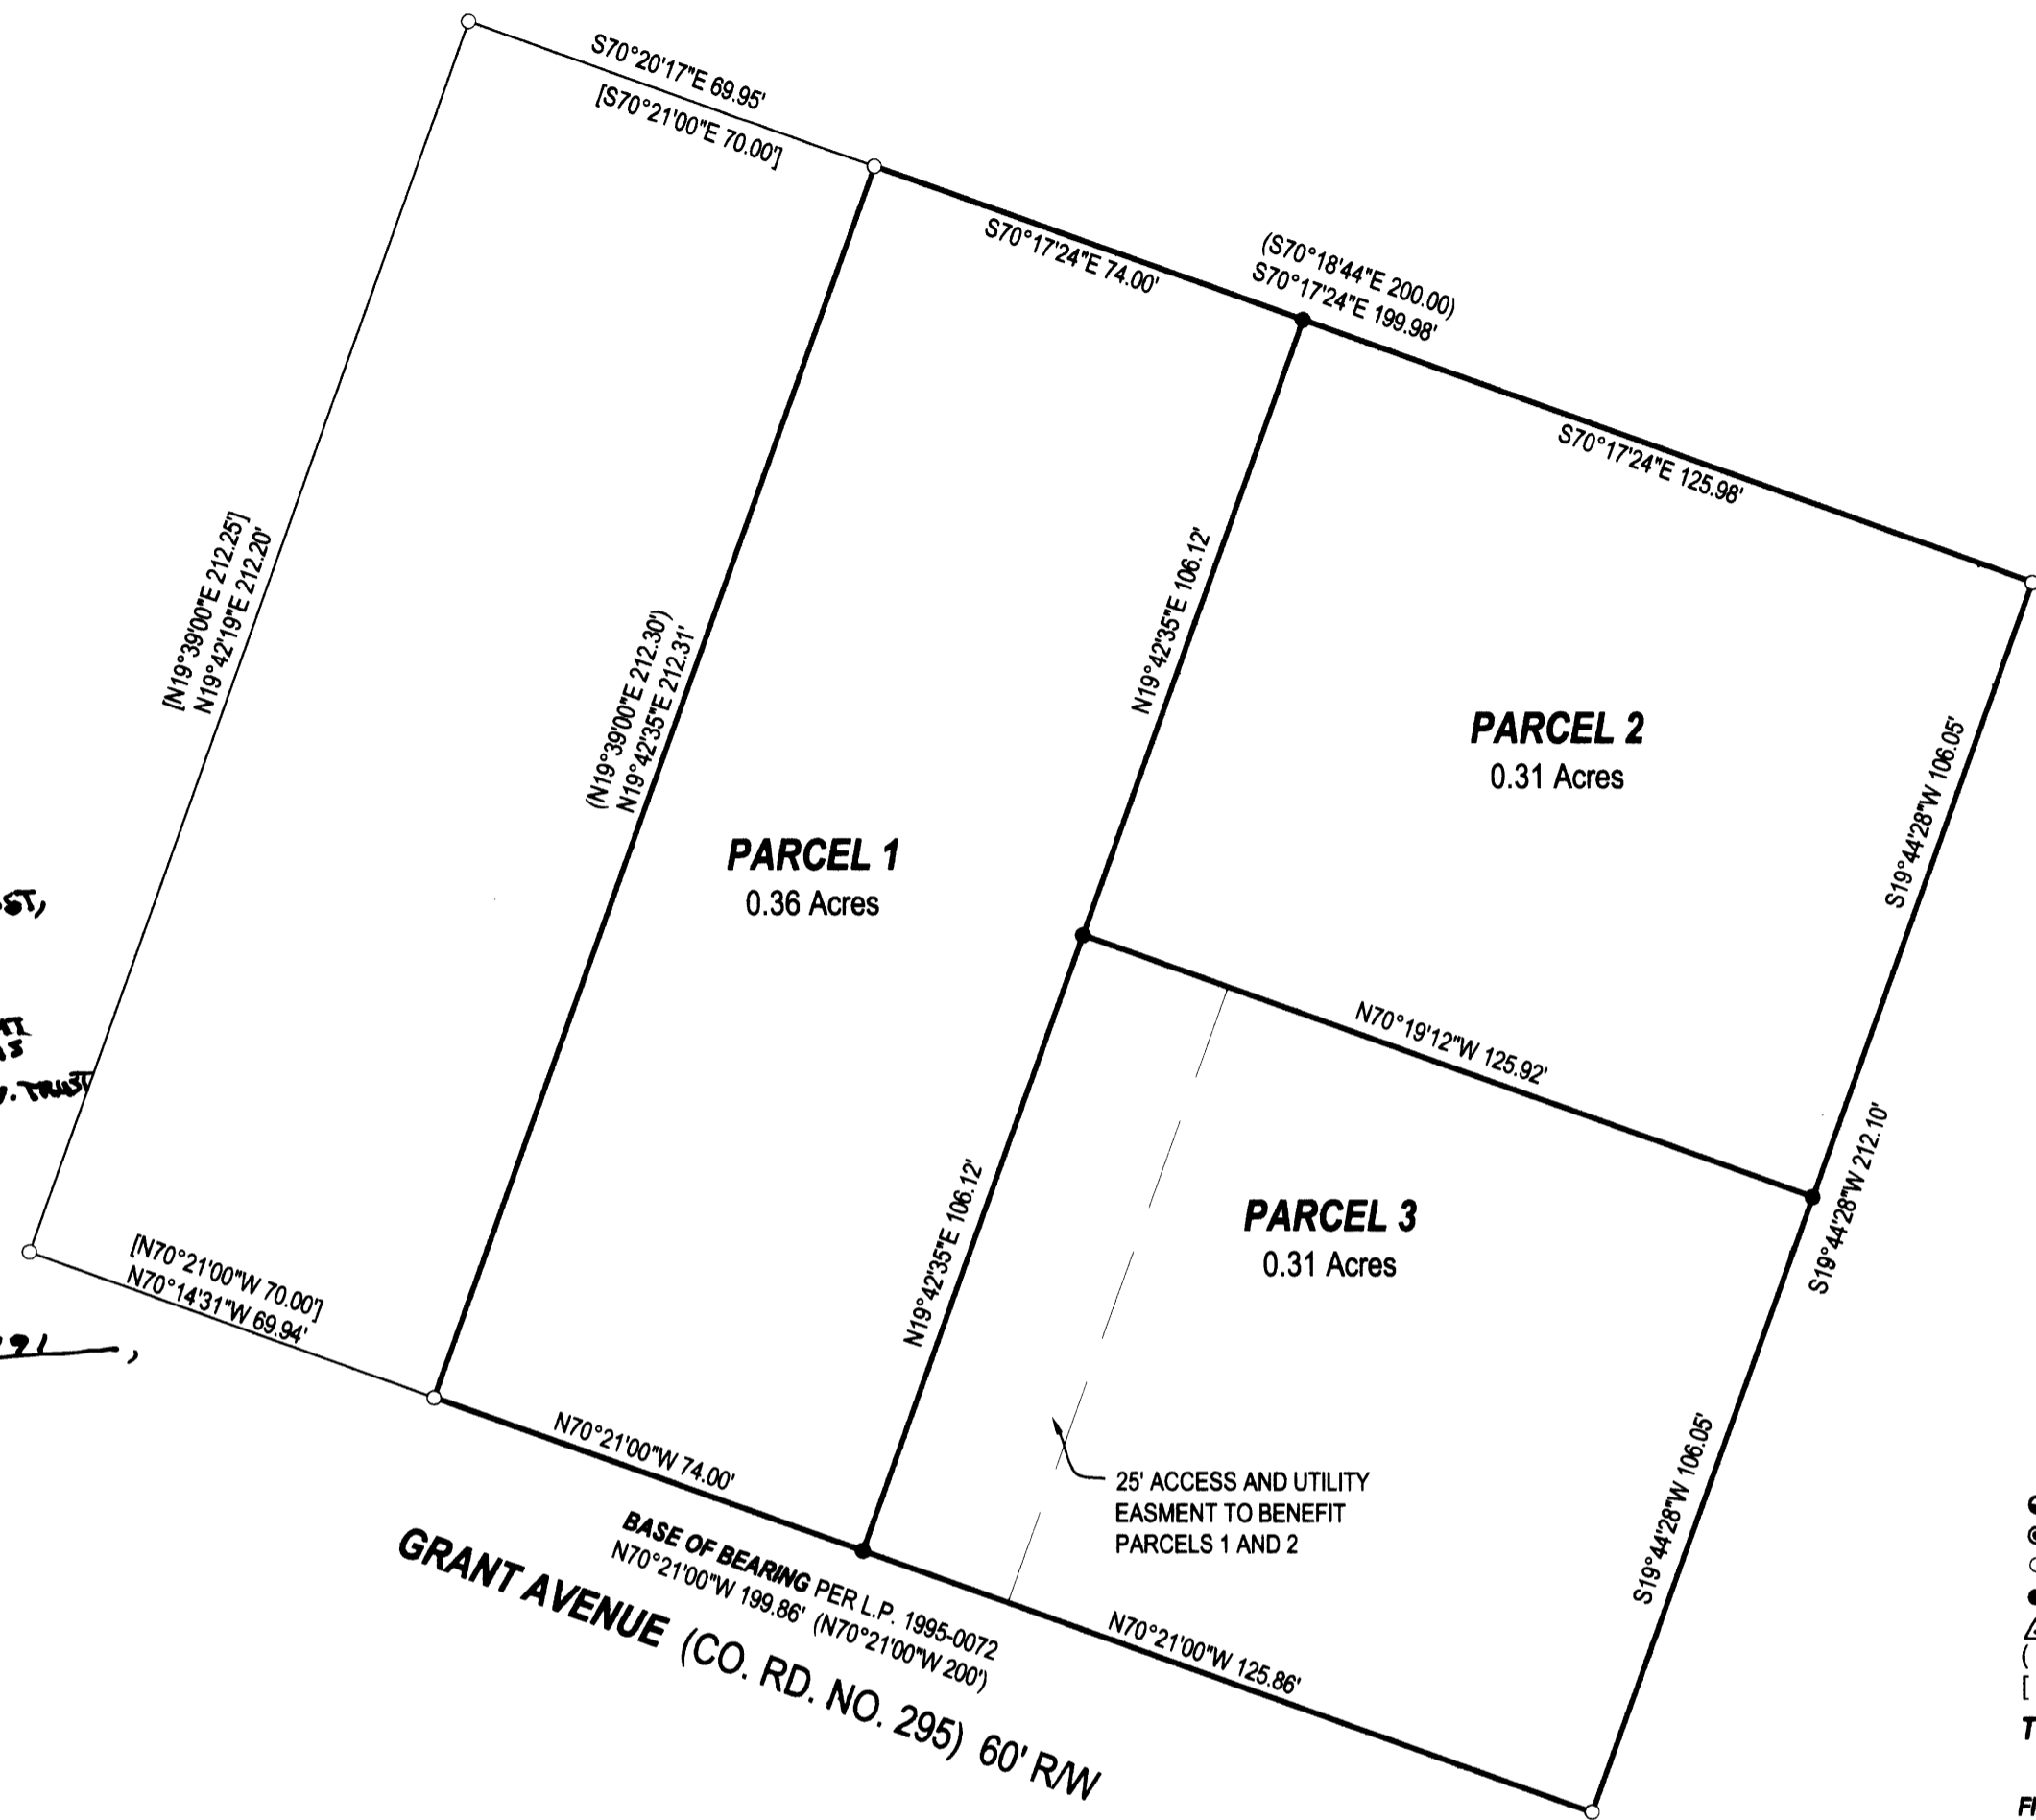 S70°20'17"E 69.95'
[S70°21'00"E 70.00']
S70°17'24"E 74.00'
(S70°18'44"E 200.00)
S70°17'24"E 199.98'
S70°17'24"E 125.98'
[N19°39'00"E 212.25']
N19°42'19"E 212.20'
(N19°39'00"E 212.30')
N19°42'35"E 212.31'
N19°42'35"E 106.12'
PARCEL 2
0.31 Acres
S19°44'28"W 106.05'
PARCEL 1
0.36 Acres
N70°19'12"W 125.92'
S19°44'28"W 212.10'
N19°42'35"E 106.12'
PARCEL 3
0.31 Acres
[N70°21'00"W 70.00']
N70°14'31"W 69.94'
N70°21'00"W 74.00'
25' ACCESS AND UTILITY
EASMENT TO BENEFIT
PARCELS 1 AND 2
S19°44'28"W 106.05'
BASE OF BEARING PER L.P. 1995-0072
N70°21'00"W 199.86' (N70°21'00"W 200')
N70°21'00"W 125.86'
GRANT AVENUE (CO. RD. NO. 295) 60' R/W